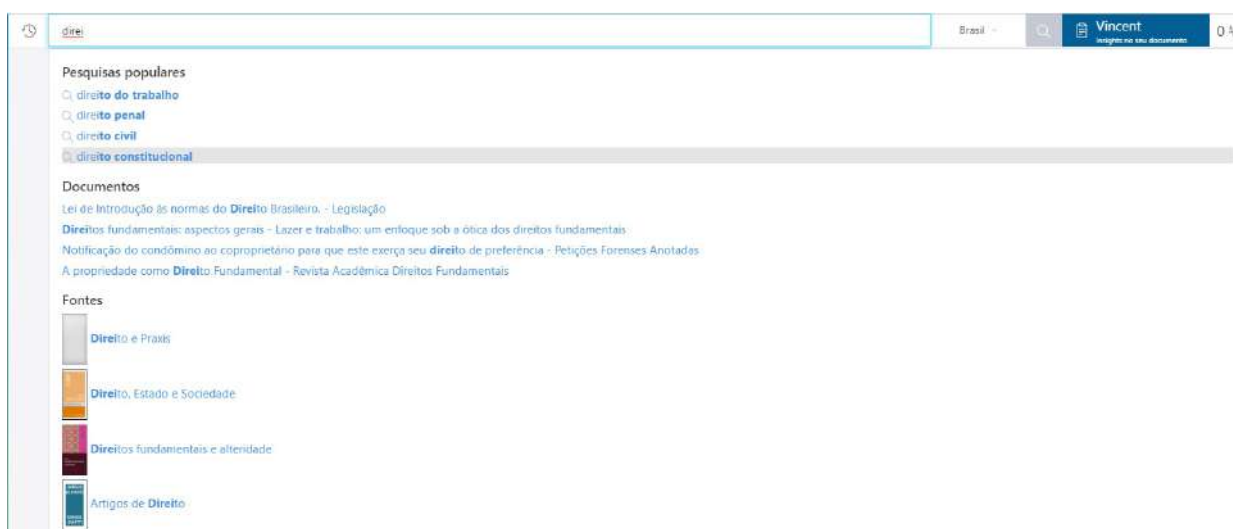 direi
Brasil
Vincent
Insights no seu documento
0
Pesquisas populares
direito do trabalho
direito penal
direito civil
direito constitucional
Documentos
Lei de Introdução às normas do Direito Brasileiro. - Legislação
Direitos fundamentais: aspectos gerais - Lazer e trabalho: um enfoque sob a ótica dos direitos fundamentais
Notificação do condômino ao coproprietário para que este exerça seu direito de preferência - Petições Forenses Anotadas
A propriedade como Direito Fundamental - Revista Acadêmica Direitos Fundamentais
Fontes
Direito e Praxis
Direito, Estado e Sociedade
Direitos fundamentais e alteridade
Artigos de Direito